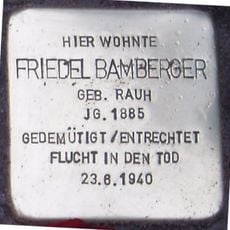 HIER WOHNTE
FRIEDEL BAMBERGER
GEB. RAUH
JG. 1885
GEDEMÜTIGT / ENTRECHTET
FLUCHT IN DEN TOD
23.6.1940